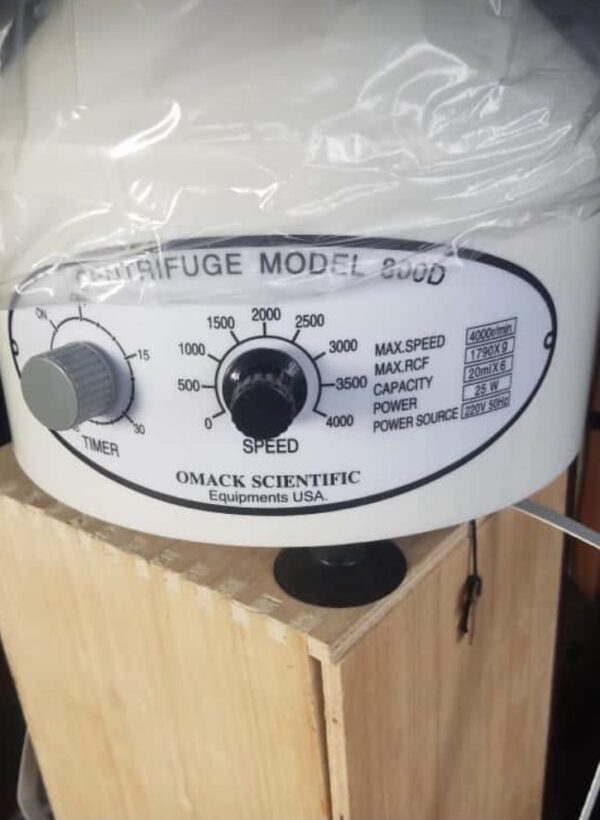 CENTRIFUGE MODEL 800D
ON
15
30
TIMER
0
500
1000
1500
2000
2500
3000
3500
4000
SPEED
MAX.SPEED 4000r/min
MAX.RCF 1790X g
CAPACITY 20mlX6
POWER 25 W
POWER SOURCE 220V 50Hz
OMACK SCIENTIFIC
Equipments USA.